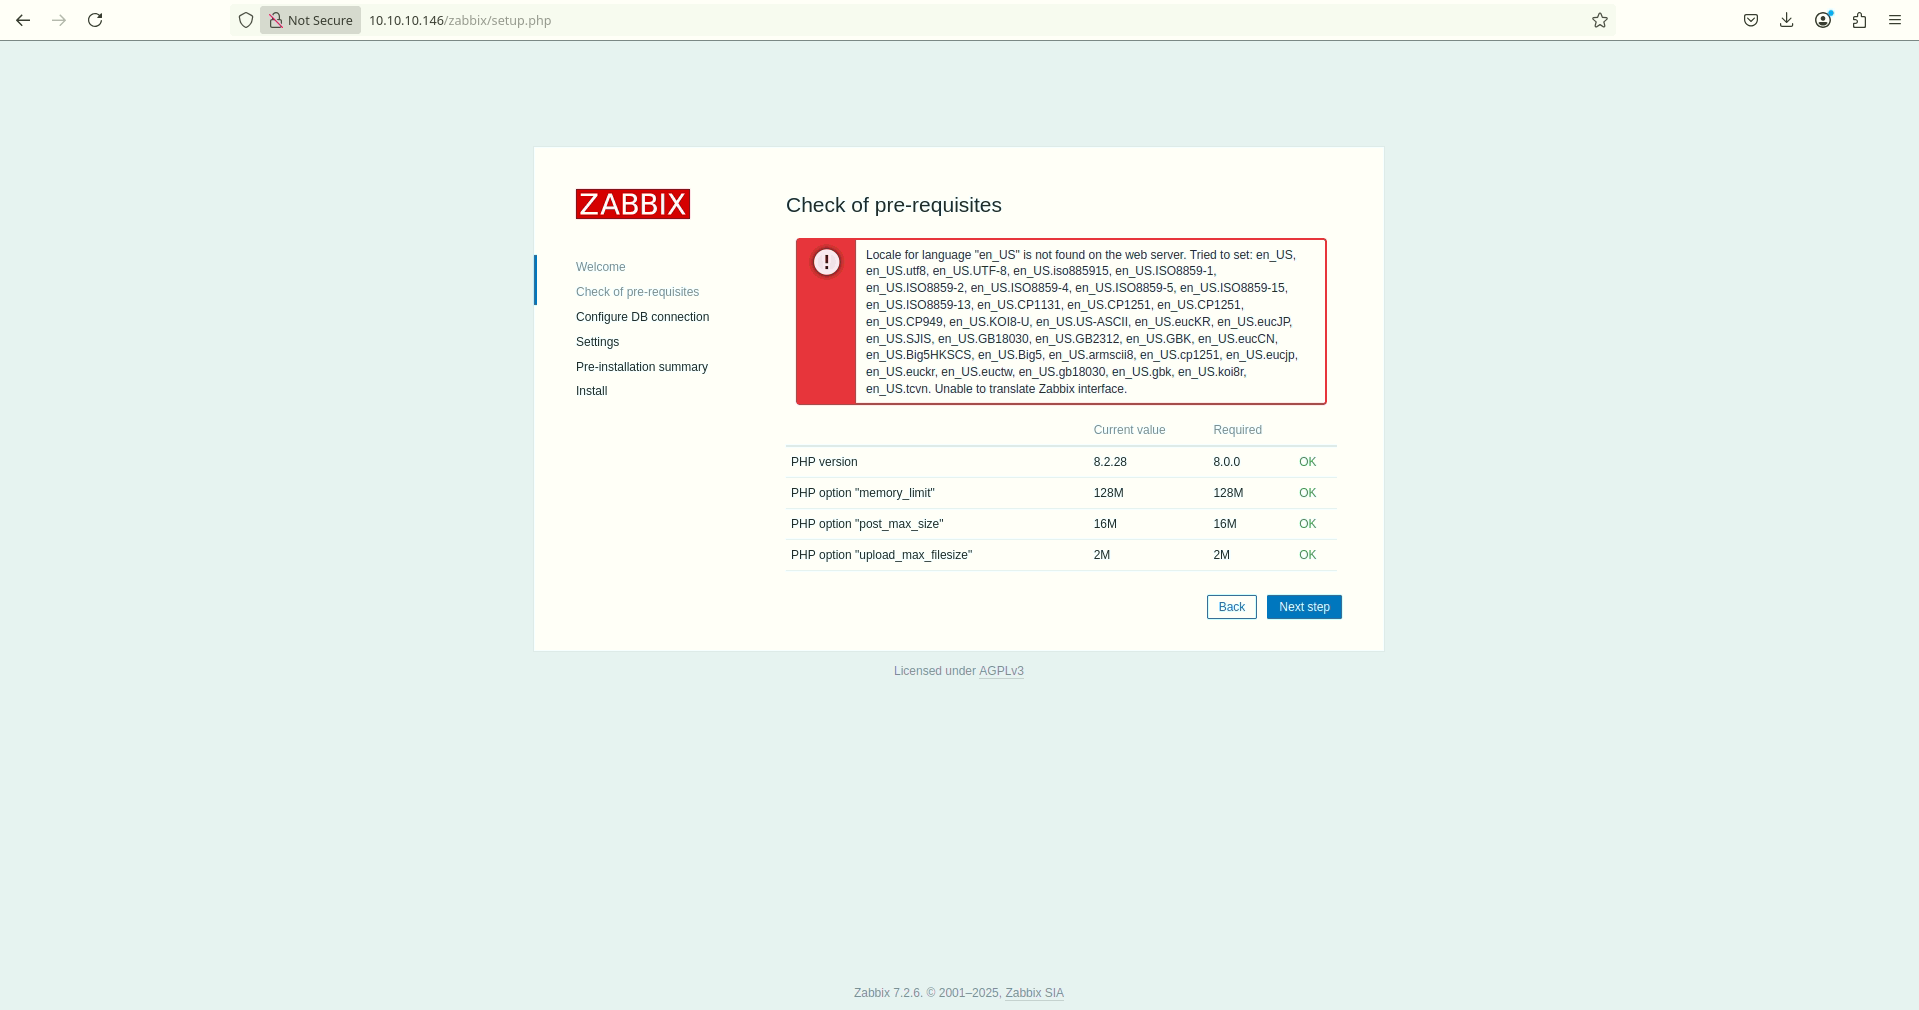 Not Secure 10.10.10.146/zabbix/setup.php
ZABBIX
Welcome
Check of pre-requisites
Configure DB connection
Settings
Pre-installation summary
Install
Check of pre-requisites
Locale for language "en_US" is not found on the web server. Tried to set: en_US,
en_US.utf8, en_US.UTF-8, en_US.iso885915, en_US.ISO8859-1,
en_US.ISO8859-2, en_US.ISO8859-4, en_US.ISO8859-5, en_US.ISO8859-15,
en_US.ISO8859-13, en_US.CP1131, en_US.CP1251, en_US.CP1251,
en_US.CP949, en_US.KOI8-U, en_US.US-ASCII, en_US.eucKR, en_US.eucJP,
en_US.SJIS, en_US.GB18030, en_US.GB2312, en_US.GBK, en_US.eucCN,
en_US.Big5HKSCS, en_US.Big5, en_US.armscii8, en_US.cp1251, en_US.eucjp,
en_US.euckr, en_US.euctw, en_US.gb18030, en_US.gbk, en_US.koi8r,
en_US.tcvn. Unable to translate Zabbix interface.
Current value Required
PHP version 8.2.28 8.0.0 OK
PHP option "memory_limit" 128M 128M OK
PHP option "post_max_size" 16M 16M OK
PHP option "upload_max_filesize" 2M 2M OK
Back Next step
Licensed under AGPLv3
Zabbix 7.2.6. © 2001–2025, Zabbix SIA